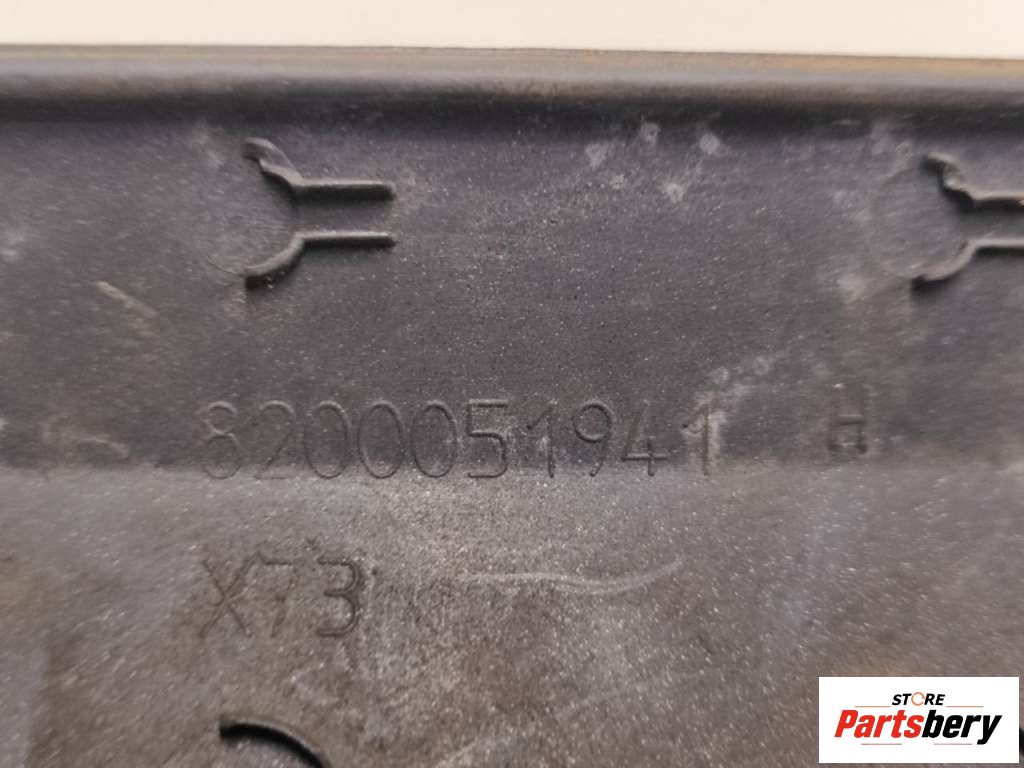 8200051941 H
X73
STORE
Partsbery